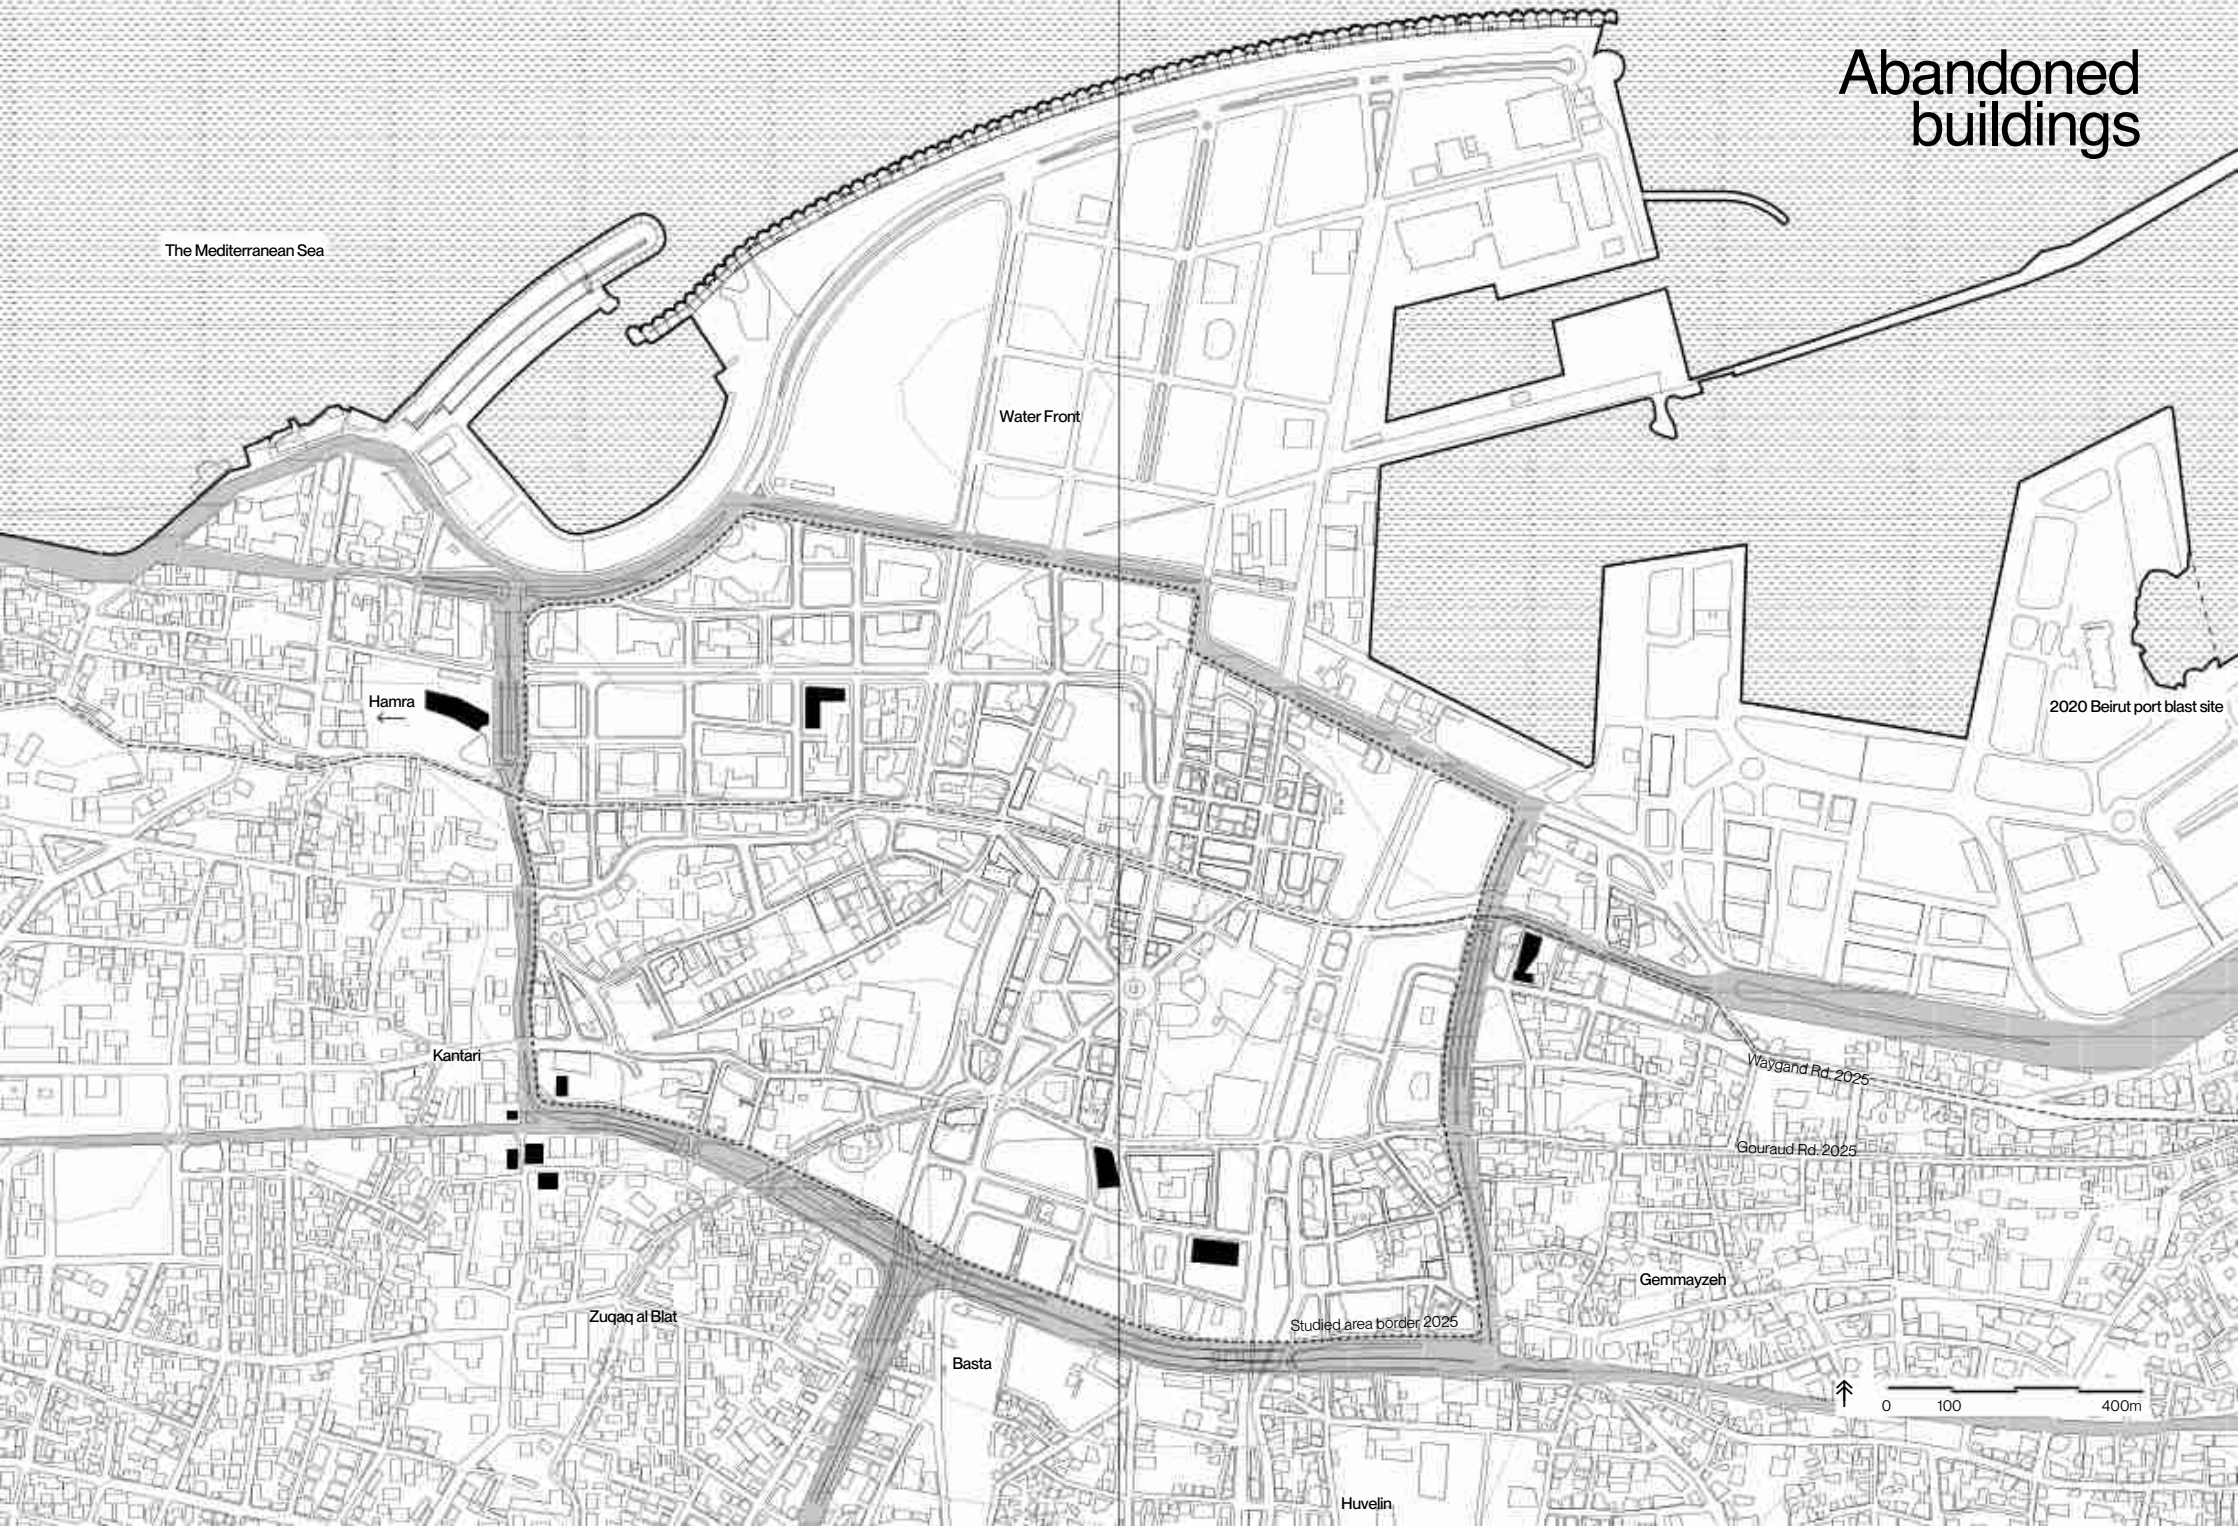 Abandoned
buildings
The Mediterranean Sea
Water Front
Hamra
2020 Beirut port blast site
Kantari
Waygand Rd. 2025
Gouraud Rd. 2025
Gemmayzeh
Zuqaq al Blat
Studied area border 2025
Basta
0 100 400m
Huvelin